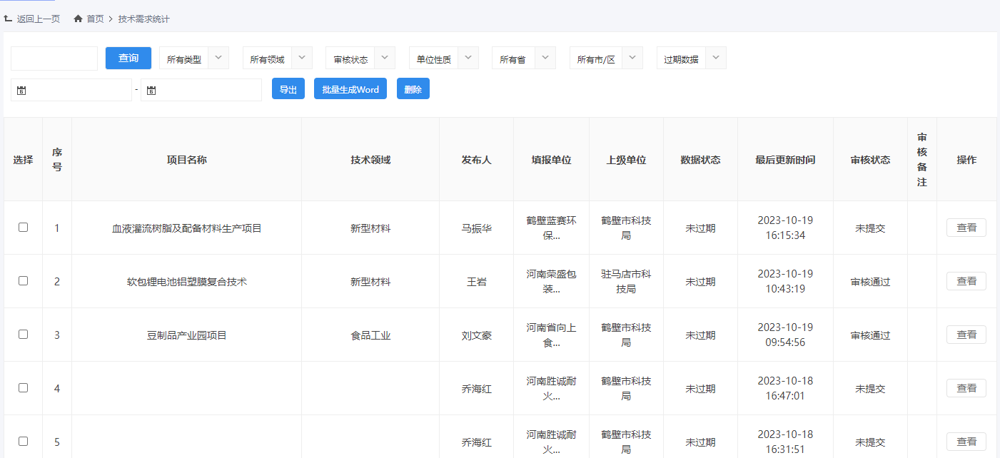 返回上一页 首页 > 技术需求统计
查询 所有类型 所有领域 审核状态 单位性质 所有省 所有市/区 过期数据
- 导出 批量生成Word 删除
选择 序号 项目名称 技术领域 发布人 填报单位 上级单位 数据状态 最后更新时间 审核状态 审核备注 操作
1 血液灌流树脂及配备材料生产项目 新型材料 马振华 鹤壁蓝赛环保... 鹤壁市科技局 未过期 2023-10-19 16:15:34 未提交 查看
2 软包锂电池铝塑膜复合技术 新型材料 王岩 河南荣盛包装... 驻马店市科技局 未过期 2023-10-19 10:43:19 审核通过 查看
3 豆制品产业园项目 食品工业 刘文豪 河南省向上食... 鹤壁市科技局 未过期 2023-10-19 09:54:56 审核通过 查看
4 乔海红 河南胜诚耐火... 鹤壁市科技局 未过期 2023-10-18 16:47:01 未提交 查看
5 乔海红 河南胜诚耐火... 鹤壁市科技局 未过期 2023-10-18 16:31:51 未提交 查看